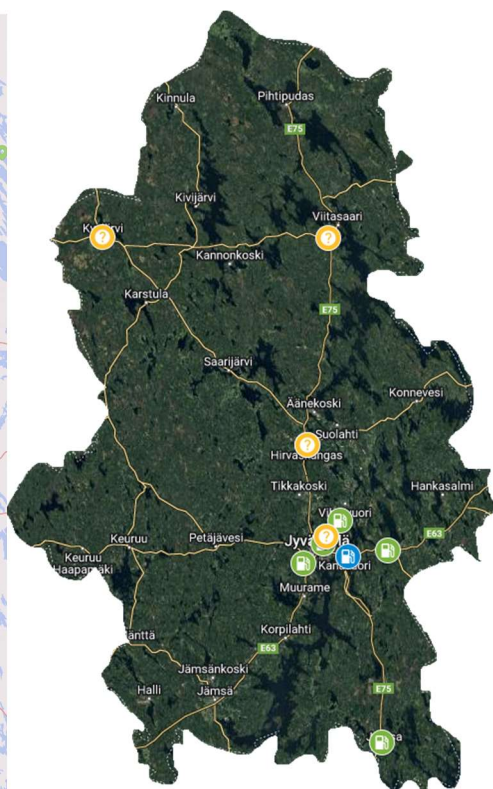 Kinnula
Pihtipudas
E75
Kivijärvi
Viitasaari
?
?
Kannonkoski
Karstula
E75
Saarijärvi
Konnevesi
Äänekoski
Suolahti
?
Tikkakoski
Hankasalmi
?
E63
Keuruu
Petäjävesi
Keuruu
Muurame
Korpilahti
E63
Jämsänkoski
E75
Halli
Jämsä